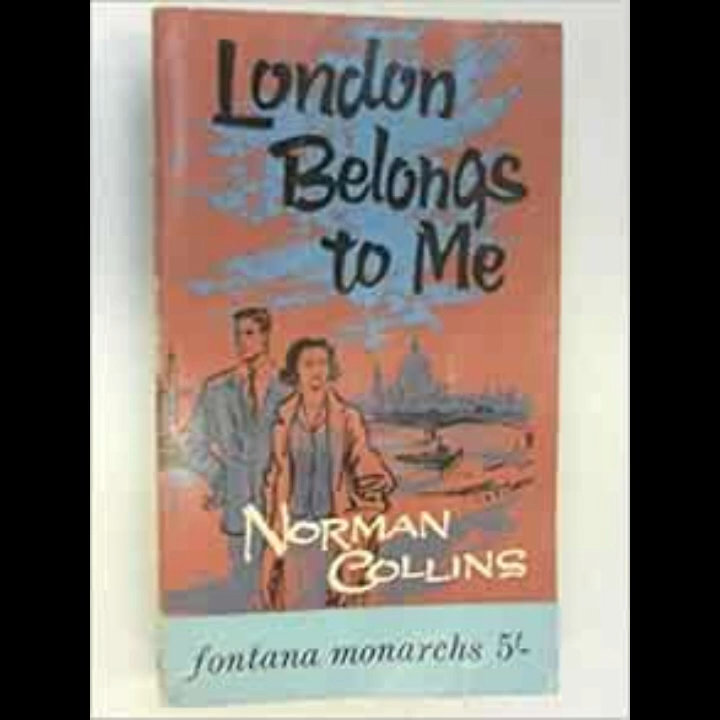 London
Belongs
to Me
NORMAN
COLLINS
fontana monarchs 5/-